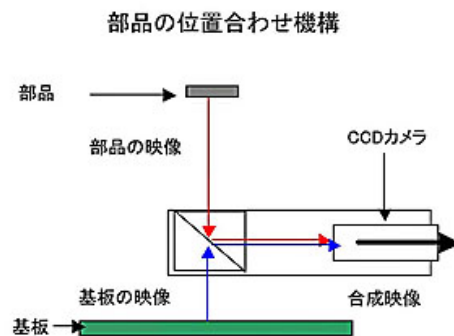 部品の位置合わせ機構
部品
部品の映像
CCDカメラ
基板の映像
合成映像
基板